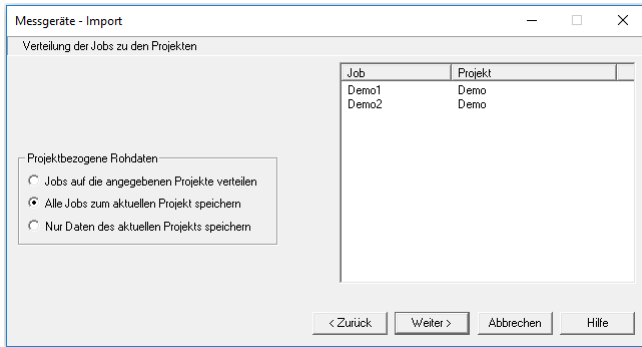 Messgeräte - Import
Verteilung der Jobs zu den Projekten
Job Projekt
Demo1 Demo
Demo2 Demo
Projektbezogene Rohdaten
Jobs auf die angegebenen Projekte verteilen
Alle Jobs zum aktuellen Projekt speichern
Nur Daten des aktuellen Projekts speichern
< Zurück Weiter > Abbrechen Hilfe